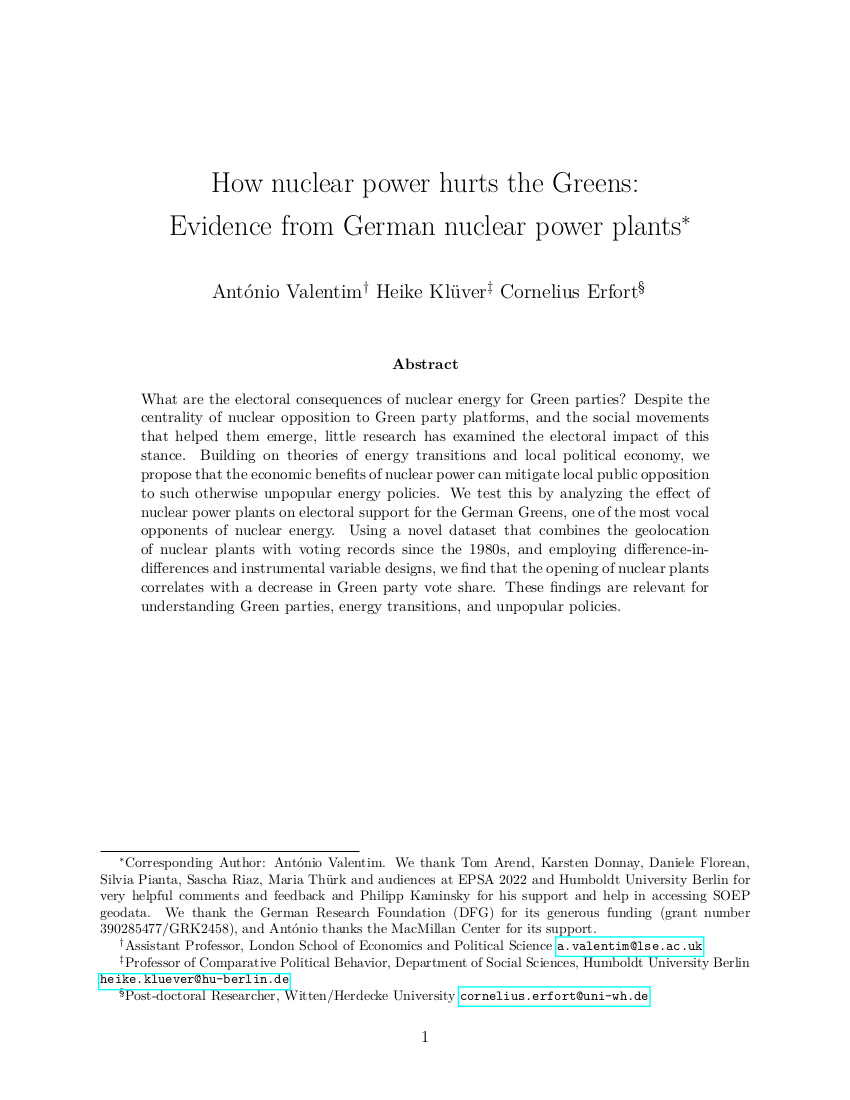 How nuclear power hurts the Greens:
Evidence from German nuclear power plants*
António Valentim† Heike Klüver‡ Cornelius Erfort§
Abstract
What are the electoral consequences of nuclear energy for Green parties? Despite the
centrality of nuclear opposition to Green party platforms, and the social movements
that helped them emerge, little research has examined the electoral impact of this
stance. Building on theories of energy transitions and local political economy, we
propose that the economic benefits of nuclear power can mitigate local public opposition
to such otherwise unpopular energy policies. We test this by analyzing the effect of
nuclear power plants on electoral support for the German Greens, one of the most vocal
opponents of nuclear energy. Using a novel dataset that combines the geolocation
of nuclear plants with voting records since the 1980s, and employing difference-in-
differences and instrumental variable designs, we find that the opening of nuclear plants
correlates with a decrease in Green party vote share. These findings are relevant for
understanding Green parties, energy transitions, and unpopular policies.
*Corresponding Author: António Valentim. We thank Tom Arend, Karsten Donnay, Daniele Florean,
Silvia Pianta, Sascha Riaz, Maria Thürk and audiences at EPSA 2022 and Humboldt University Berlin for
very helpful comments and feedback and Philipp Kaminsky for his support and help in accessing SOEP
geodata. We thank the German Research Foundation (DFG) for its generous funding (grant number
390285477/GRK2458), and António thanks the MacMillan Center for its support.
†Assistant Professor, London School of Economics and Political Science a.valentim@lse.ac.uk
‡Professor of Comparative Political Behavior, Department of Social Sciences, Humboldt University Berlin
heike.kluever@hu-berlin.de
§Post-doctoral Researcher, Witten/Herdecke University cornelius.erfort@uni-wh.de
1